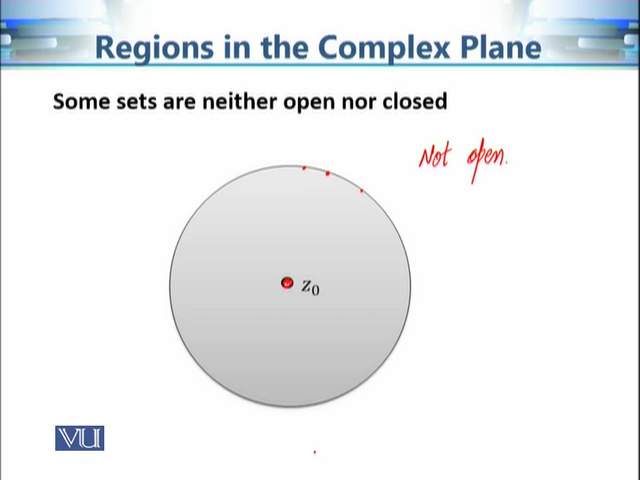 Regions in the Complex Plane
Some sets are neither open nor closed
Not open.
z₀
VU